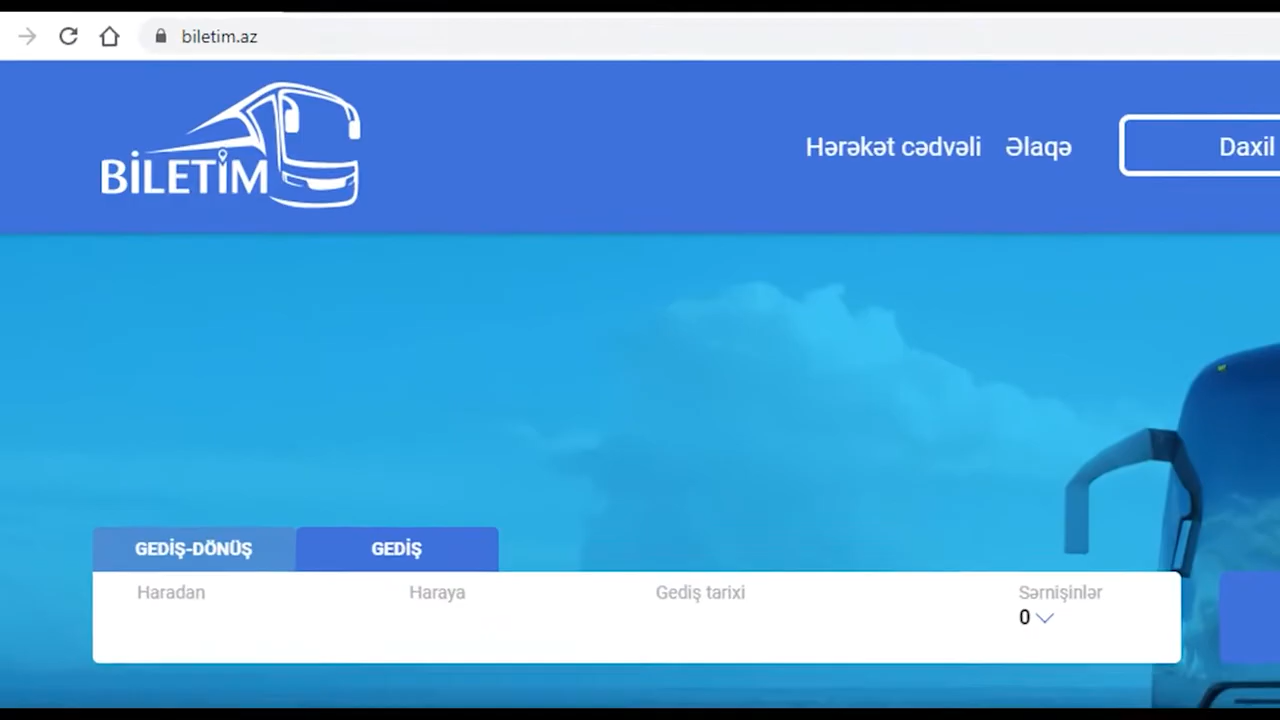 biletim.az
BİLETİM
Hərəkət cədvəli Əlaqə Daxil
GEDİŞ-DÖNÜŞ GEDİŞ
Haradan Haraya Gediş tarixi Sərnişinlər
0